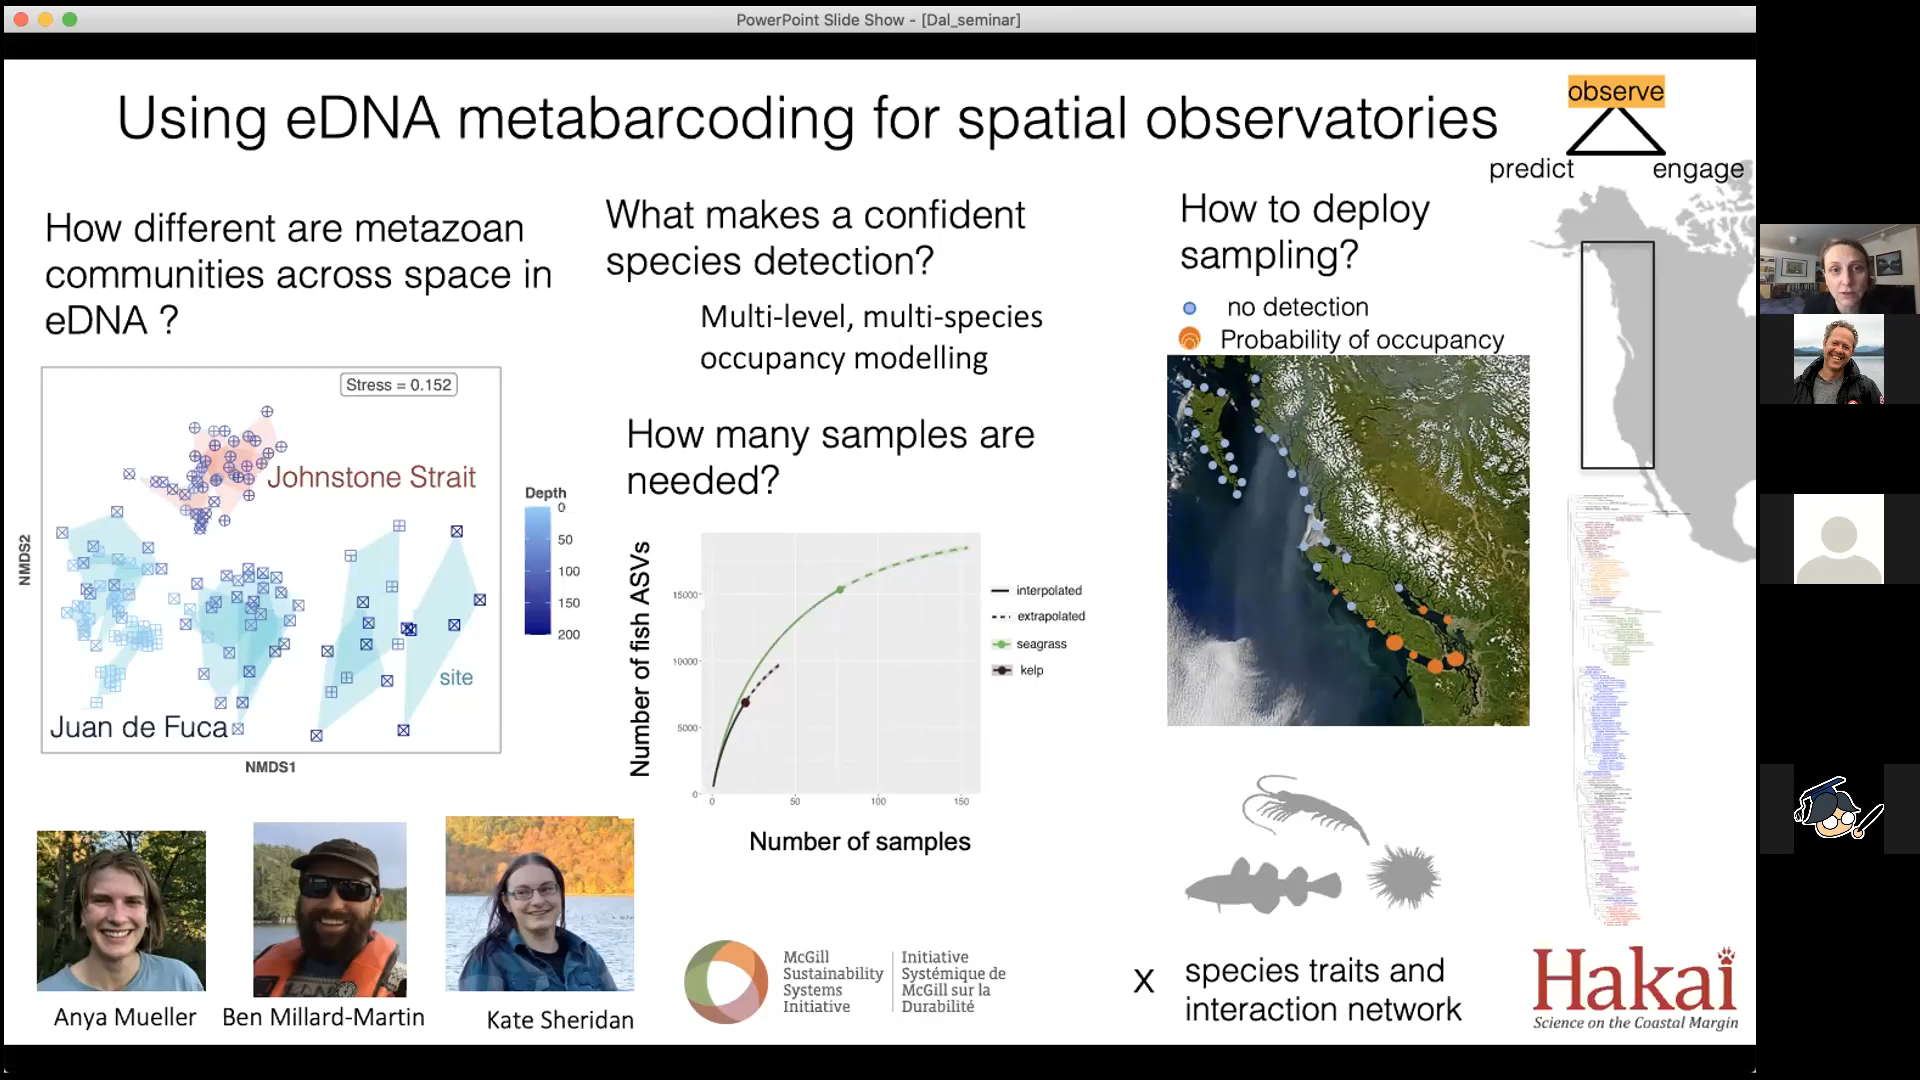 PowerPoint Slide Show - [Dal_seminar]
Using eDNA metabarcoding for spatial observatories
observe
predict
engage
How different are metazoan
communities across space in
eDNA ?
Stress = 0.152
Johnstone Strait
Juan de Fuca
site
NMDS2
NMDS1
Depth
0
50
100
150
200
What makes a confident
species detection?
Multi-level, multi-species
occupancy modelling
How many samples are
needed?
Number of fish ASVs
15000
10000
5000
0
0
50
100
150
Number of samples
interpolated
extrapolated
seagrass
kelp
How to deploy
sampling?
no detection
Probability of occupancy
X
X
species traits and
interaction network
Anya Mueller
Ben Millard-Martin
Kate Sheridan
McGill
Sustainability
Systems
Initiative
Initiative
Systémique de
McGill sur la
Durabilité
Hakai
Science on the Coastal Margin